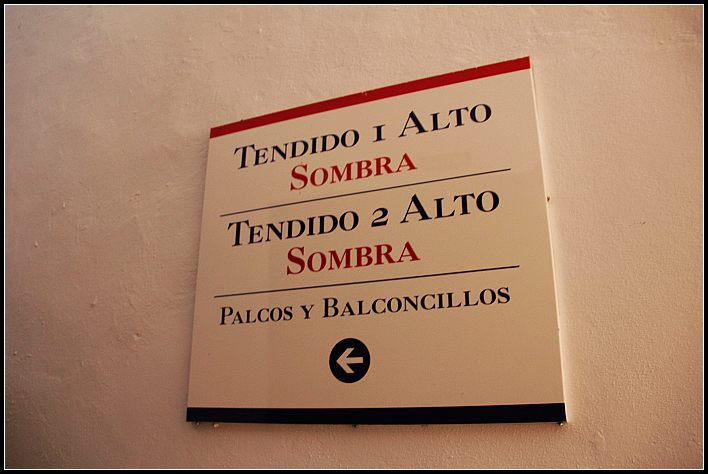 TENDIDO 1 ALTO
SOMBRA
TENDIDO 2 ALTO
SOMBRA
PALCOS Y BALCONCILLOS